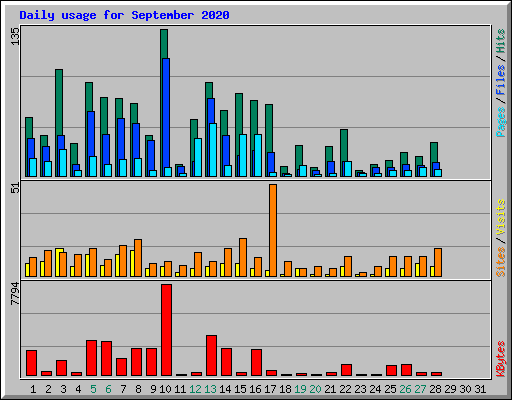 Daily usage for September 2020
135
Pages/Files/Hits
51
Sites/Visits
7794
KBytes
1 2 3 4 5 6 7 8 9 10 11 12 13 14 15 16 17 18 19 20 21 22 23 24 25 26 27 28 29 30 31